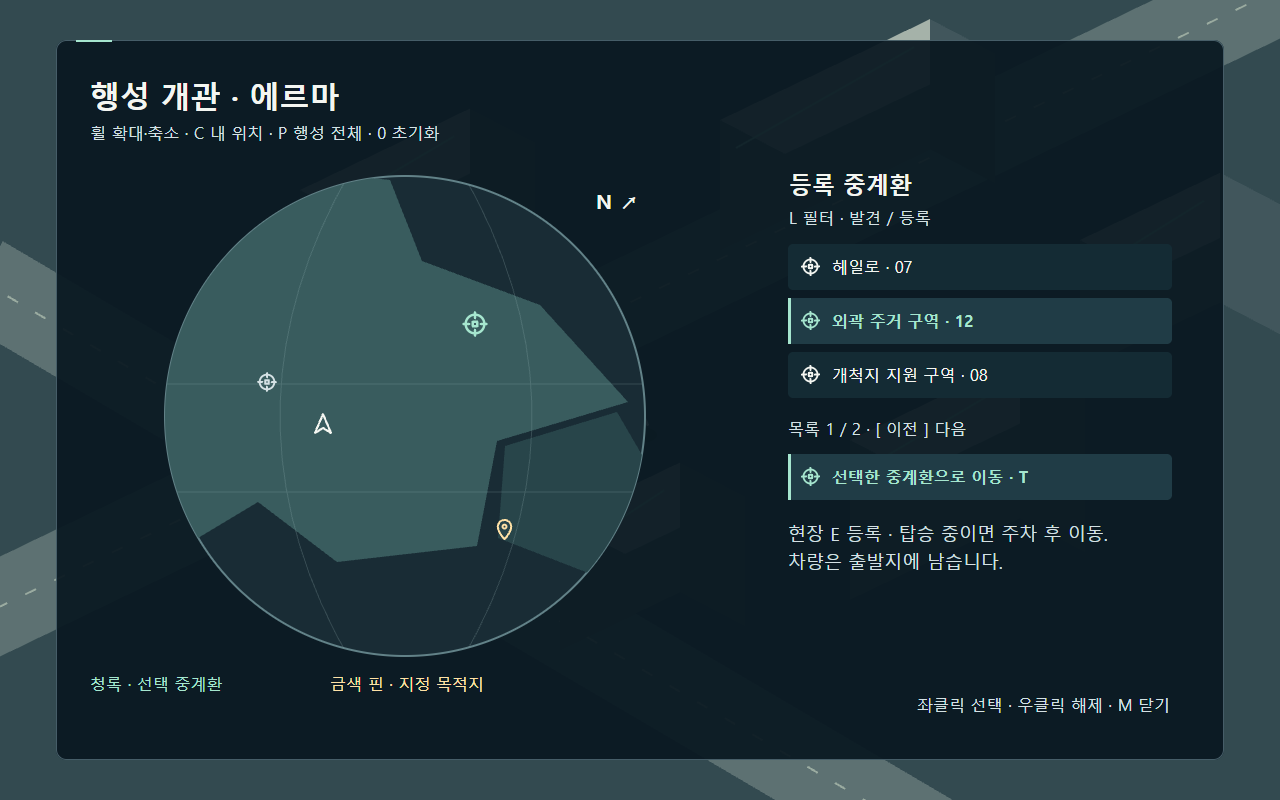 행성 개관 · 에르마
휠 확대·축소 · C 내 위치 · P 행성 전체 · 0 초기화
N ↗
등록 중계환
L 필터 · 발견 / 등록
헤일로 · 07
외곽 주거 구역 · 12
개척지 지원 구역 · 08
목록 1 / 2 · [ 이전 ] 다음
선택한 중계환으로 이동 · T
현장 E 등록 · 탑승 중이면 주차 후 이동.
차량은 출발지에 남습니다.
청록 · 선택 중계환
금색 핀 · 지정 목적지
좌클릭 선택 · 우클릭 해제 · M 닫기